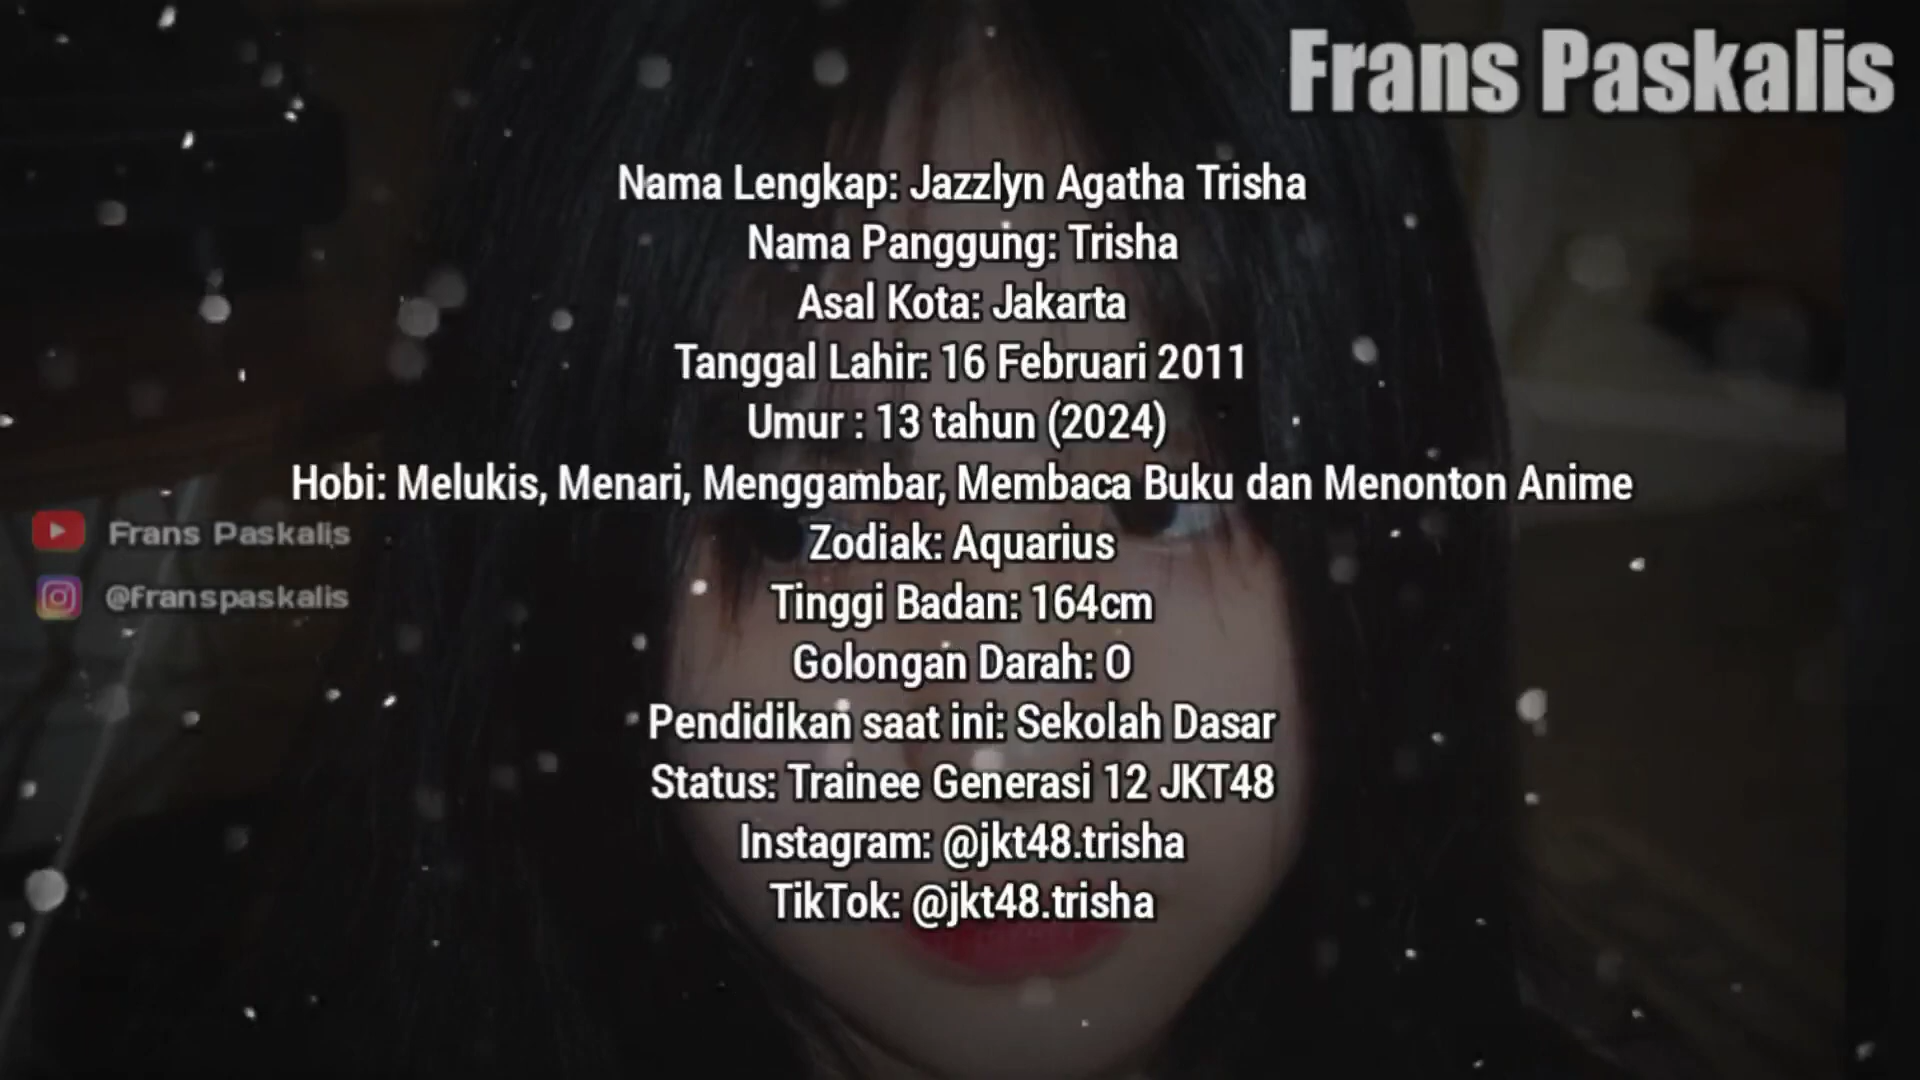 Frans Paskalis
Nama Lengkap: Jazzlyn Agatha Trisha
Nama Panggung: Trisha
Asal Kota: Jakarta
Tanggal Lahir: 16 Februari 2011
Umur : 13 tahun (2024)
Hobi: Melukis, Menari, Menggambar, Membaca Buku dan Menonton Anime
Frans Paskalis
@franspaskalis
Zodiak: Aquarius
Tinggi Badan: 164cm
Golongan Darah: O
Pendidikan saat ini: Sekolah Dasar
Status: Trainee Generasi 12 JKT48
Instagram: @jkt48.trisha
TikTok: @jkt48.trisha